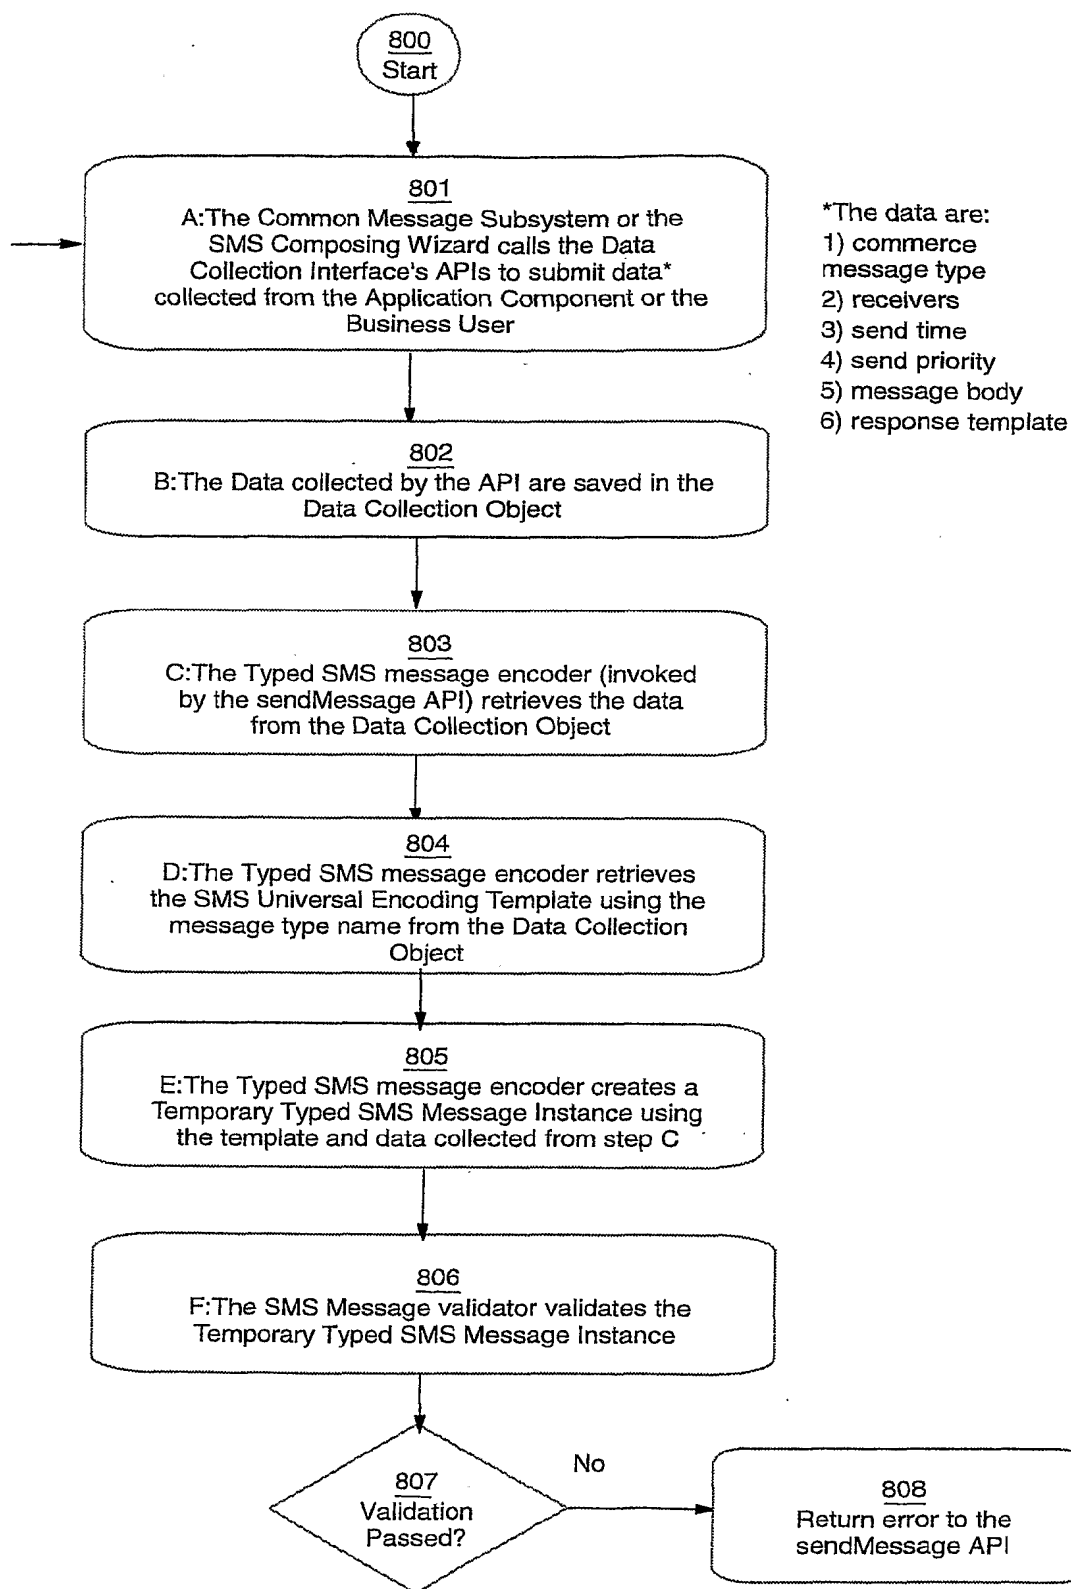 800
Start
801
A:The Common Message Subsystem or the
SMS Composing Wizard calls the Data
Collection Interface's APIs to submit data*
collected from the Application Component or the
Business User
*The data are:
1) commerce
message type
2) receivers
3) send time
4) send priority
5) message body
6) response template
802
B:The Data collected by the API are saved in the
Data Collection Object
803
C:The Typed SMS message encoder (invoked
by the sendMessage API) retrieves the data
from the Data Collection Object
804
D:The Typed SMS message encoder retrieves
the SMS Universal Encoding Template using the
message type name from the Data Collection
Object
805
E:The Typed SMS message encoder creates a
Temporary Typed SMS Message Instance using
the template and data collected from step C
806
F:The SMS Message validator validates the
Temporary Typed SMS Message Instance
807
Validation
Passed?
No
808
Return error to the
sendMessage API